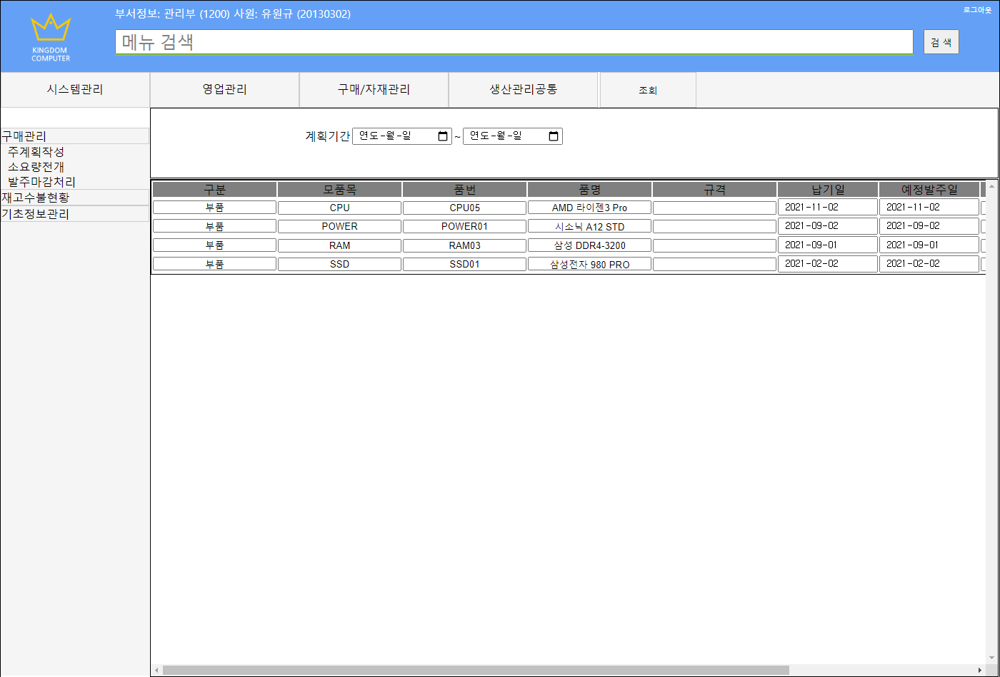 부서정보: 관리부 (1200) 사원: 유원규 (20130302)
로그아웃
KINGDOM
COMPUTER
메뉴 검색
검 색
시스템관리 영업관리 구매/자재관리 생산관리공통 조회
구매관리
주계획작성
소요량전개
발주마감처리
재고수불현황
기초정보관리
계획기간 연도-월-일 ~ 연도-월-일
구분 모품목 품번 품명 규격 납기일 예정발주일
부품 CPU CPU05 AMD 라이젠3 Pro 2021-11-02 2021-11-02
부품 POWER POWER01 시소닉 A12 STD 2021-09-02 2021-09-02
부품 RAM RAM03 삼성 DDR4-3200 2021-09-01 2021-09-01
부품 SSD SSD01 삼성전자 980 PRO 2021-02-02 2021-02-02